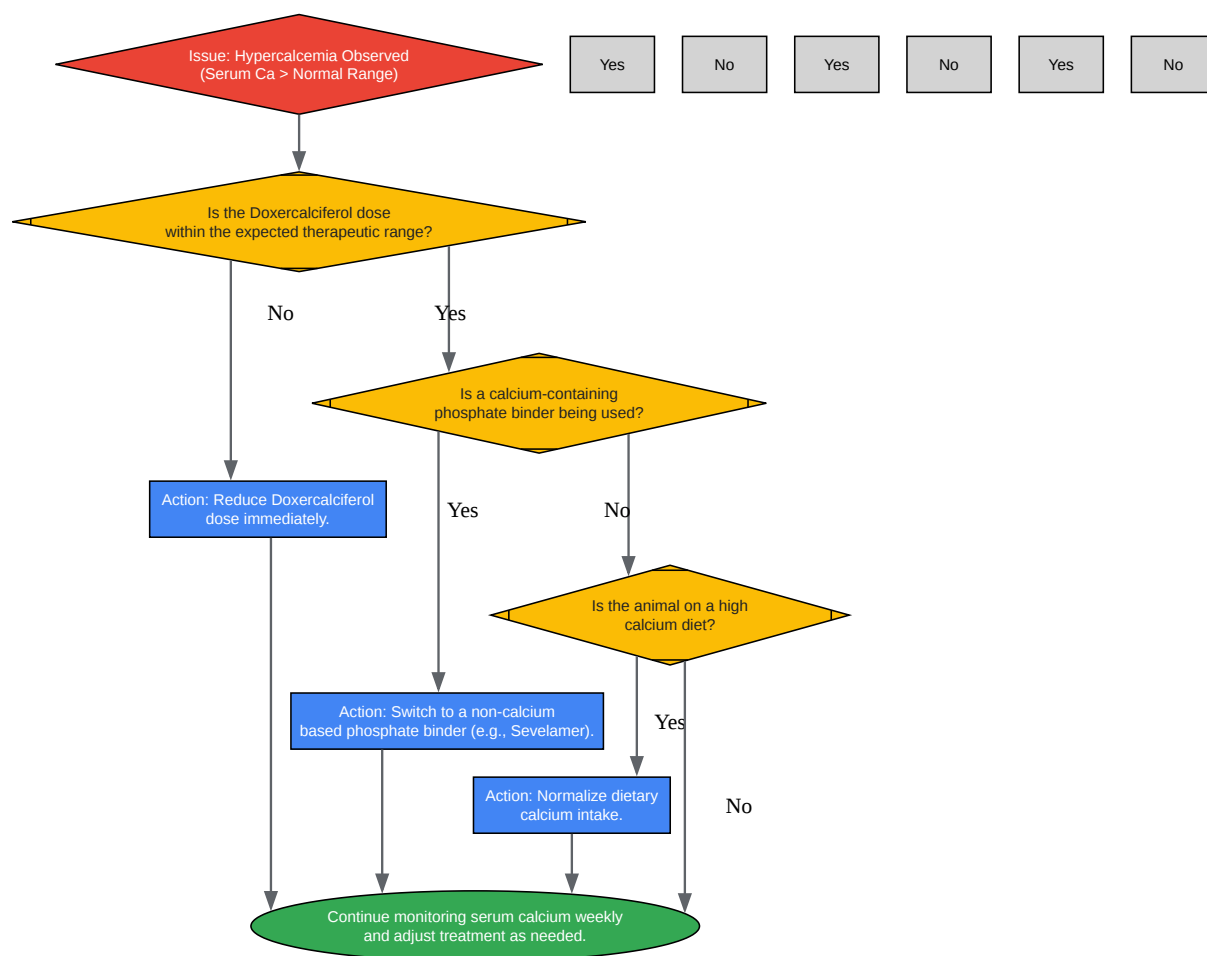 Issue: Hypercalcemia Observed
(Serum Ca > Normal Range)
Yes
No
Yes
No
Yes
No
Is the Doxercalciferol dose
within the expected therapeutic range?
No
Yes
Is a calcium-containing
phosphate binder being used?
Action: Reduce Doxercalciferol
dose immediately.
Yes
No
Is the animal on a high
calcium diet?
Action: Switch to a non-calcium
based phosphate binder (e.g., Sevelamer).
Yes
Action: Normalize dietary
calcium intake.
No
Continue monitoring serum calcium weekly
and adjust treatment as needed.